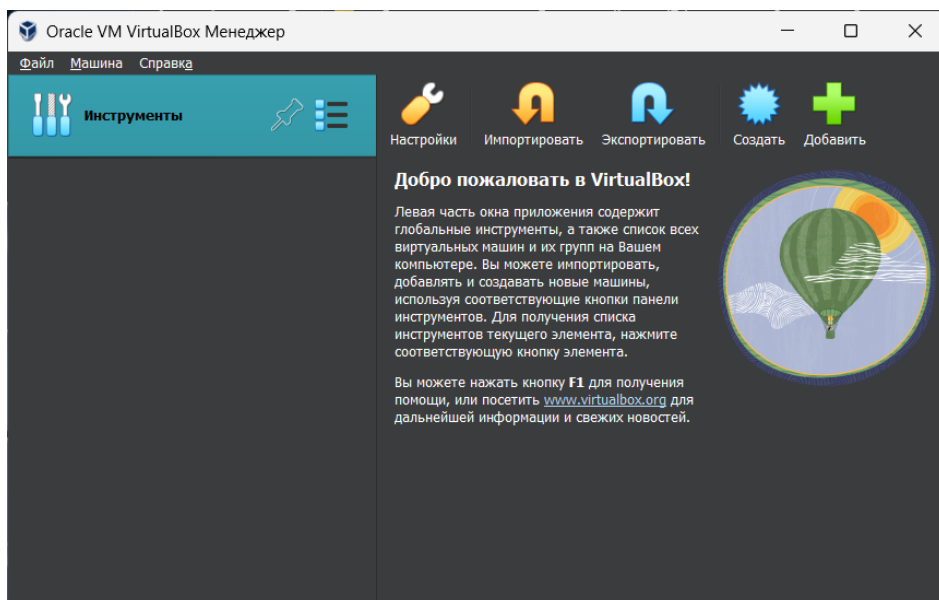 Oracle VM VirtualBox Менеджер
Файл Машина Справка
Инструменты
Настройки Импортировать Экспортировать Создать Добавить
Добро пожаловать в VirtualBox!
Левая часть окна приложения содержит
глобальные инструменты, а также список всех
виртуальных машин и их групп на Вашем
компьютере. Вы можете импортировать,
добавлять и создавать новые машины,
используя соответствующие кнопки панели
инструментов. Для получения списка
инструментов текущего элемента, нажмите
соответствующую кнопку элемента.
Вы можете нажать кнопку F1 для получения
помощи, или посетить www.virtualbox.org для
дальнейшей информации и свежих новостей.